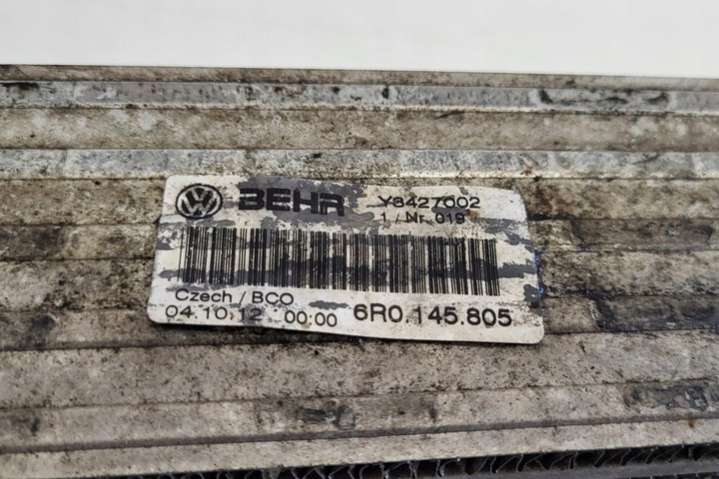 BEHR Y8427002
1 / Nr. 019
Czech / BCO
04.10.12 00:00 6R0.145.805